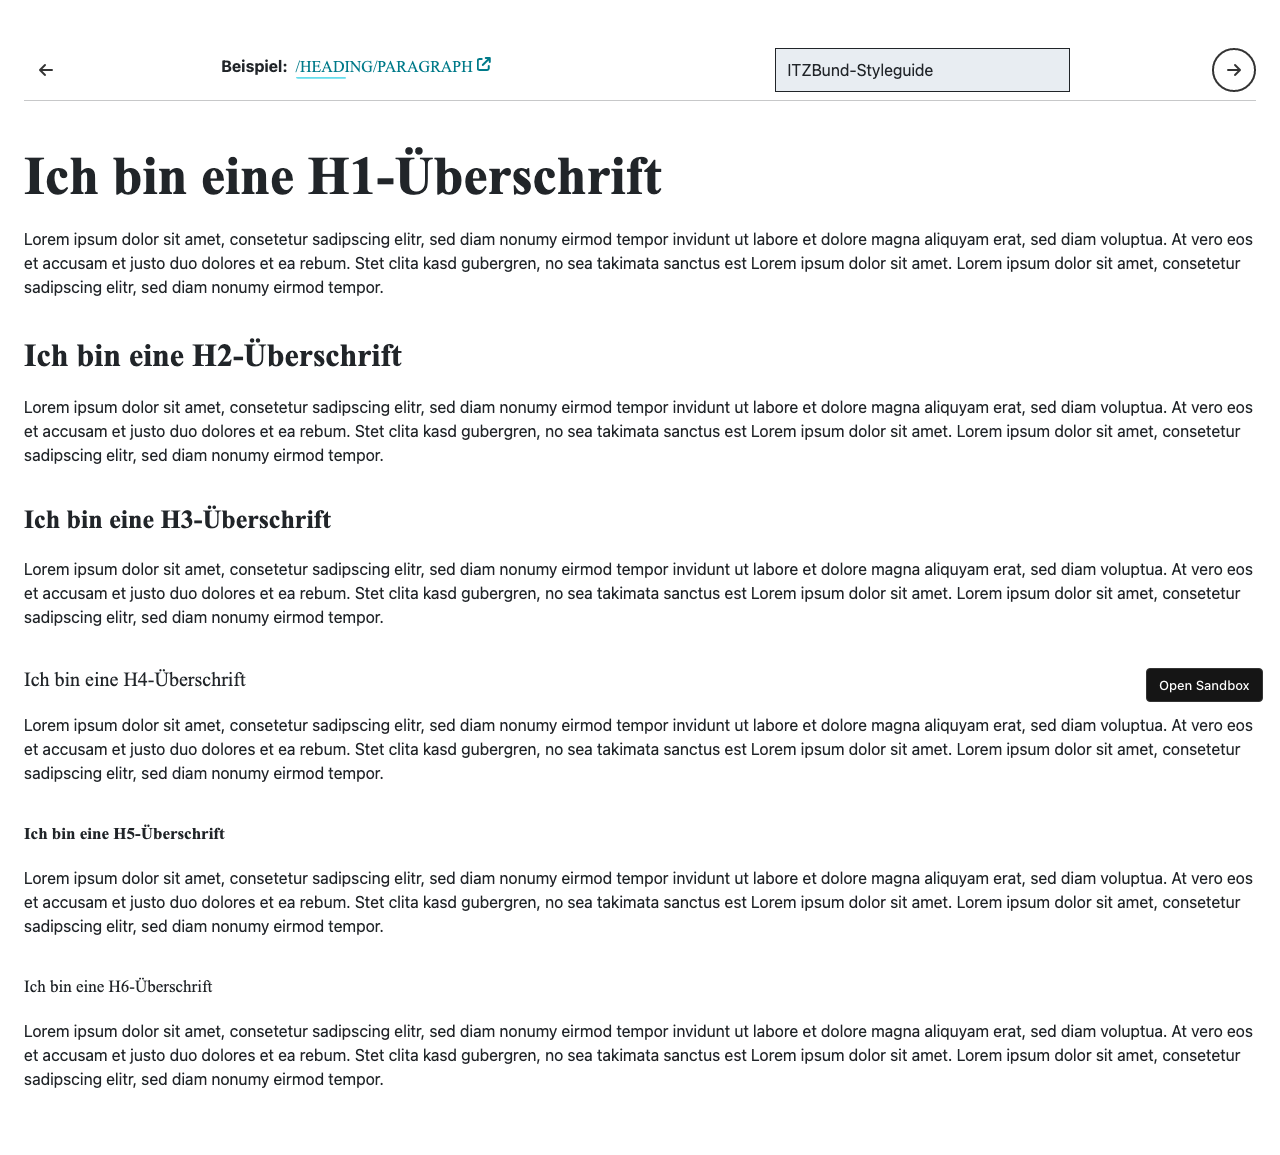 Beispiel: /HEADING/PARAGRAPH
ITZBund-Styleguide
Ich bin eine H1-Überschrift
Lorem ipsum dolor sit amet, consetetur sadipscing elitr, sed diam nonumy eirmod tempor invidunt ut labore et dolore magna aliquyam erat, sed diam voluptua. At vero eos
et accusam et justo duo dolores et ea rebum. Stet clita kasd gubergren, no sea takimata sanctus est Lorem ipsum dolor sit amet. Lorem ipsum dolor sit amet, consetetur
sadipscing elitr, sed diam nonumy eirmod tempor.
Ich bin eine H2-Überschrift
Lorem ipsum dolor sit amet, consetetur sadipscing elitr, sed diam nonumy eirmod tempor invidunt ut labore et dolore magna aliquyam erat, sed diam voluptua. At vero eos
et accusam et justo duo dolores et ea rebum. Stet clita kasd gubergren, no sea takimata sanctus est Lorem ipsum dolor sit amet. Lorem ipsum dolor sit amet, consetetur
sadipscing elitr, sed diam nonumy eirmod tempor.
Ich bin eine H3-Überschrift
Lorem ipsum dolor sit amet, consetetur sadipscing elitr, sed diam nonumy eirmod tempor invidunt ut labore et dolore magna aliquyam erat, sed diam voluptua. At vero eos
et accusam et justo duo dolores et ea rebum. Stet clita kasd gubergren, no sea takimata sanctus est Lorem ipsum dolor sit amet. Lorem ipsum dolor sit amet, consetetur
sadipscing elitr, sed diam nonumy eirmod tempor.
Ich bin eine H4-Überschrift
Open Sandbox
Lorem ipsum dolor sit amet, consetetur sadipscing elitr, sed diam nonumy eirmod tempor invidunt ut labore et dolore magna aliquyam erat, sed diam voluptua. At vero eos
et accusam et justo duo dolores et ea rebum. Stet clita kasd gubergren, no sea takimata sanctus est Lorem ipsum dolor sit amet. Lorem ipsum dolor sit amet, consetetur
sadipscing elitr, sed diam nonumy eirmod tempor.
Ich bin eine H5-Überschrift
Lorem ipsum dolor sit amet, consetetur sadipscing elitr, sed diam nonumy eirmod tempor invidunt ut labore et dolore magna aliquyam erat, sed diam voluptua. At vero eos
et accusam et justo duo dolores et ea rebum. Stet clita kasd gubergren, no sea takimata sanctus est Lorem ipsum dolor sit amet. Lorem ipsum dolor sit amet, consetetur
sadipscing elitr, sed diam nonumy eirmod tempor.
Ich bin eine H6-Überschrift
Lorem ipsum dolor sit amet, consetetur sadipscing elitr, sed diam nonumy eirmod tempor invidunt ut labore et dolore magna aliquyam erat, sed diam voluptua. At vero eos
et accusam et justo duo dolores et ea rebum. Stet clita kasd gubergren, no sea takimata sanctus est Lorem ipsum dolor sit amet. Lorem ipsum dolor sit amet, consetetur
sadipscing elitr, sed diam nonumy eirmod tempor.